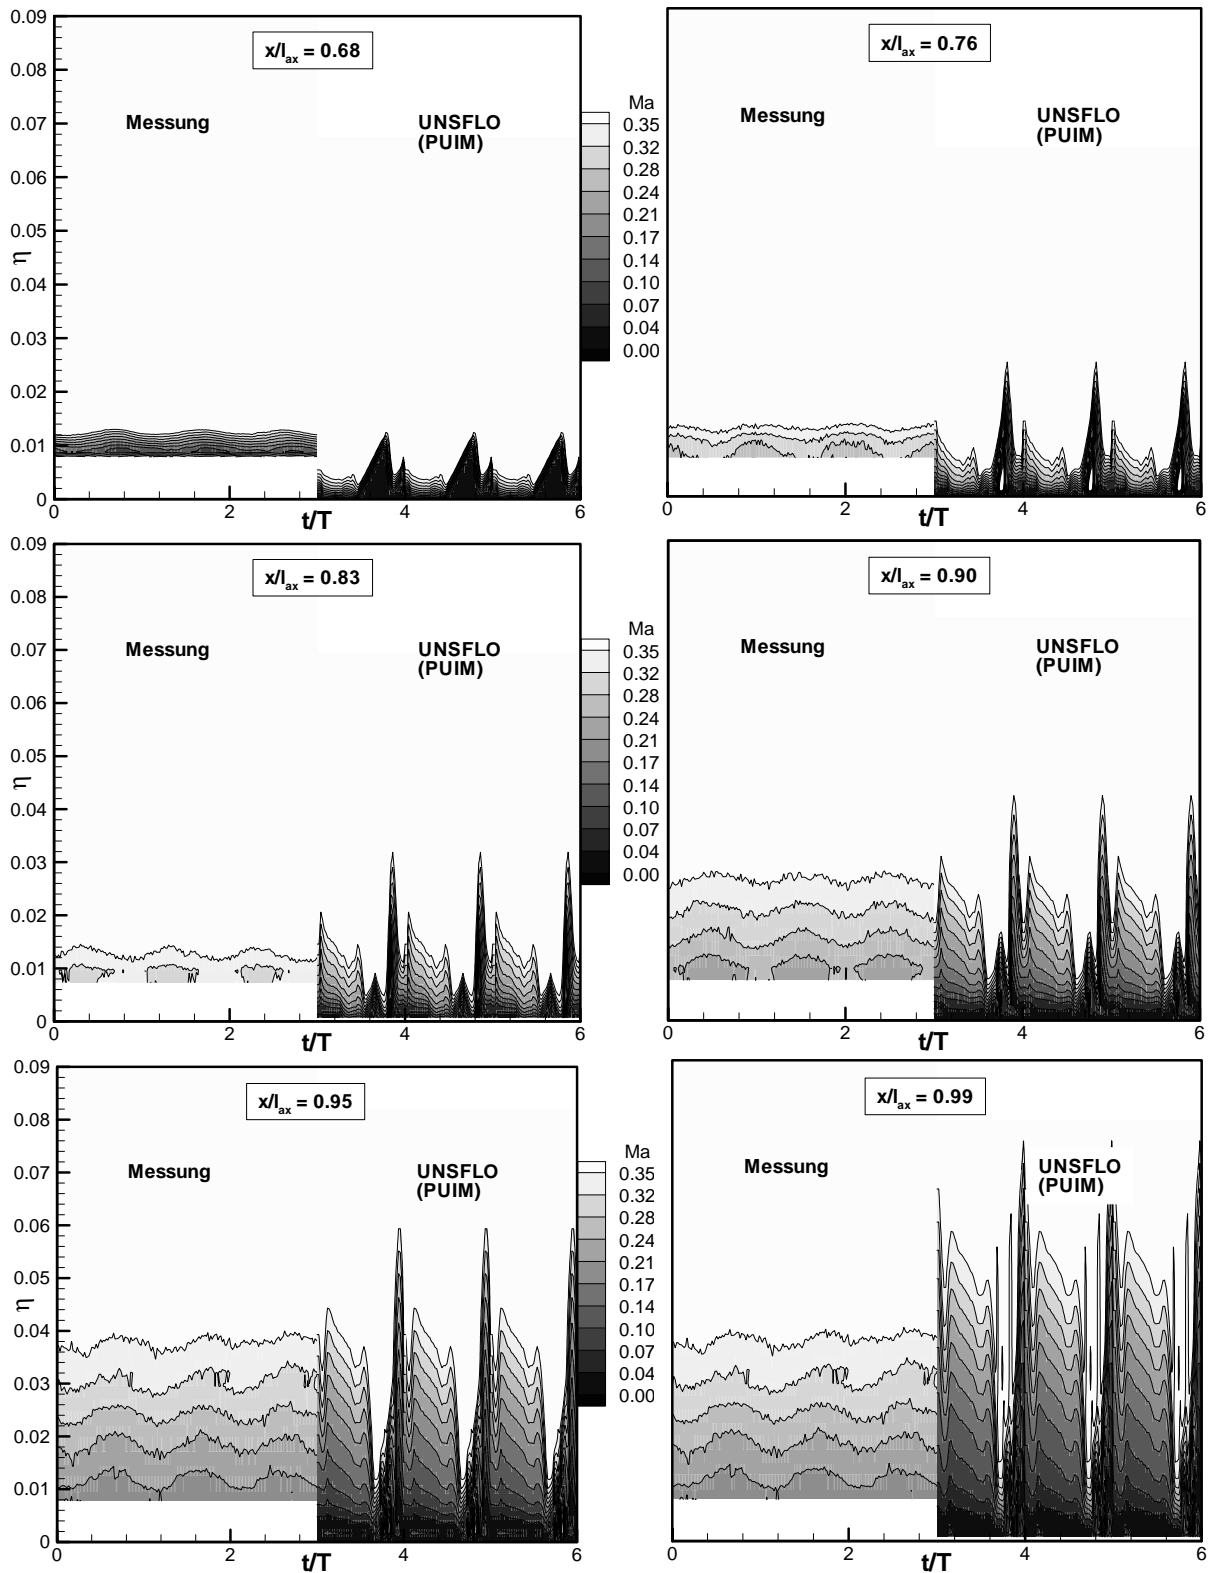 x/l_ax = 0.68
Messung
UNSFLO
(PUIM)
0.09
0.08
0.07
0.06
0.05
0.04
0.03
0.02
0.01
0
η
0 2 4 6
t/T
Ma
0.35
0.32
0.28
0.24
0.21
0.17
0.14
0.10
0.07
0.04
0.00
x/l_ax = 0.76
Messung
UNSFLO
(PUIM)
0 2 4 6
t/T
x/l_ax = 0.83
Messung
UNSFLO
(PUIM)
0.09
0.08
0.07
0.06
0.05
0.04
0.03
0.02
0.01
0
η
0 2 4 6
t/T
Ma
0.35
0.32
0.28
0.24
0.21
0.17
0.14
0.10
0.07
0.04
0.00
x/l_ax = 0.90
Messung
UNSFLO
(PUIM)
0 2 4 6
t/T
x/l_ax = 0.95
Messung
UNSFLO
(PUIM)
0.09
0.08
0.07
0.06
0.05
0.04
0.03
0.02
0.01
0
η
0 2 4 6
t/T
Ma
0.35
0.32
0.28
0.24
0.21
0.17
0.14
0.10
0.07
0.04
0.00
x/l_ax = 0.99
Messung
UNSFLO
(PUIM)
0 2 4 6
t/T